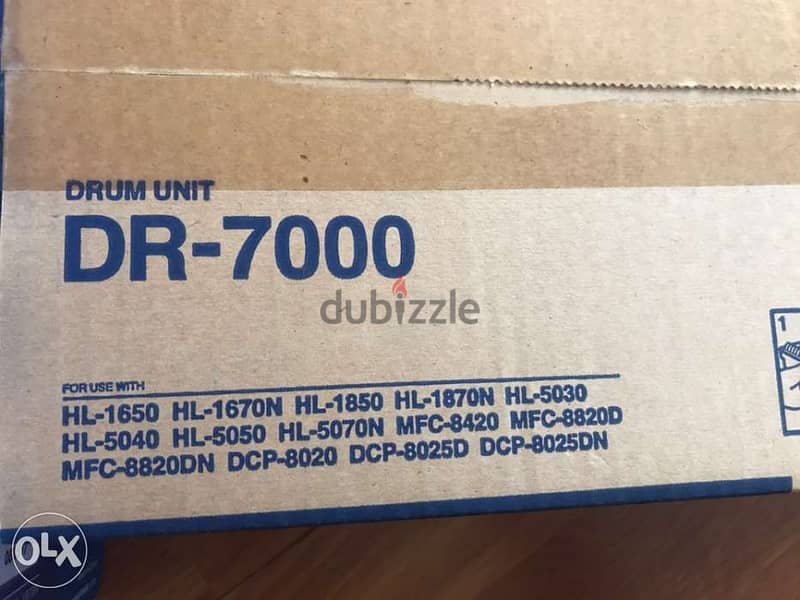 DRUM UNIT
DR-7000
dubizzle
1
FOR USE WITH
HL-1650 HL-1670N HL-1850 HL-1870N HL-5030
HL-5040 HL-5050 HL-5070N MFC-8420 MFC-8820D
MFC-8820DN DCP-8020 DCP-8025D DCP-8025DN
OLX